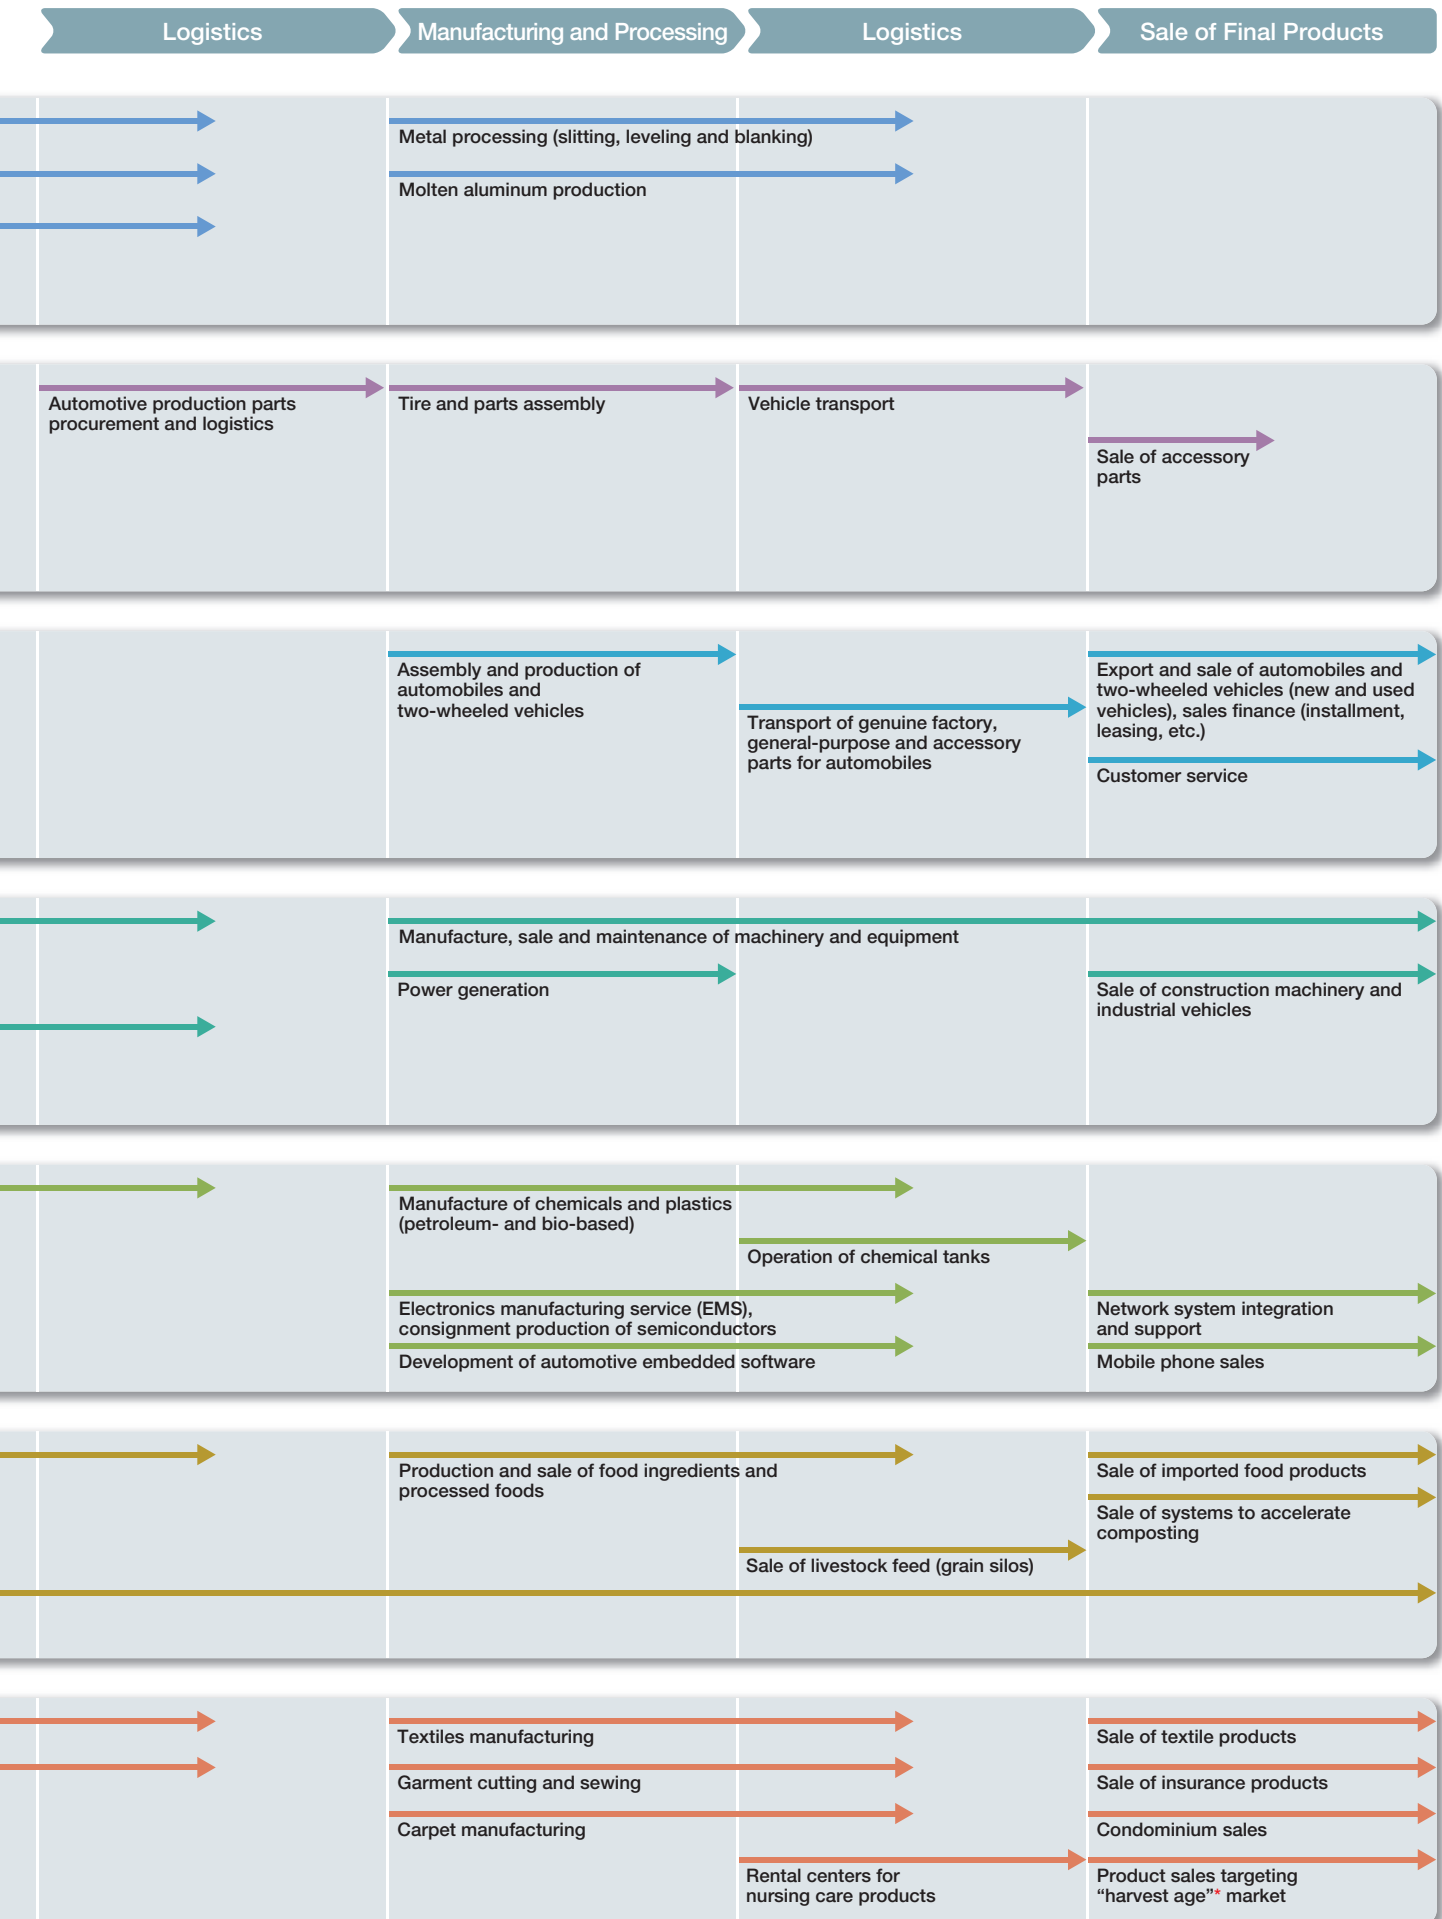 Logistics
Manufacturing and Processing
Logistics
Sale of Final Products
Metal processing (slitting, leveling and blanking)
Molten aluminum production
Automotive production parts
procurement and logistics
Tire and parts assembly
Vehicle transport
Sale of accessory
parts
Assembly and production of
automobiles and
two-wheeled vehicles
Transport of genuine factory,
general-purpose and accessory
parts for automobiles
Export and sale of automobiles and
two-wheeled vehicles (new and used
vehicles), sales finance (installment,
leasing, etc.)
Customer service
Manufacture, sale and maintenance of machinery and equipment
Power generation
Sale of construction machinery and
industrial vehicles
Manufacture of chemicals and plastics
(petroleum- and bio-based)
Operation of chemical tanks
Electronics manufacturing service (EMS),
consignment production of semiconductors
Network system integration
and support
Development of automotive embedded software
Mobile phone sales
Production and sale of food ingredients and
processed foods
Sale of imported food products
Sale of systems to accelerate
composting
Sale of livestock feed (grain silos)
Textiles manufacturing
Sale of textile products
Garment cutting and sewing
Sale of insurance products
Carpet manufacturing
Condominium sales
Rental centers for
nursing care products
Product sales targeting
“harvest age”* market